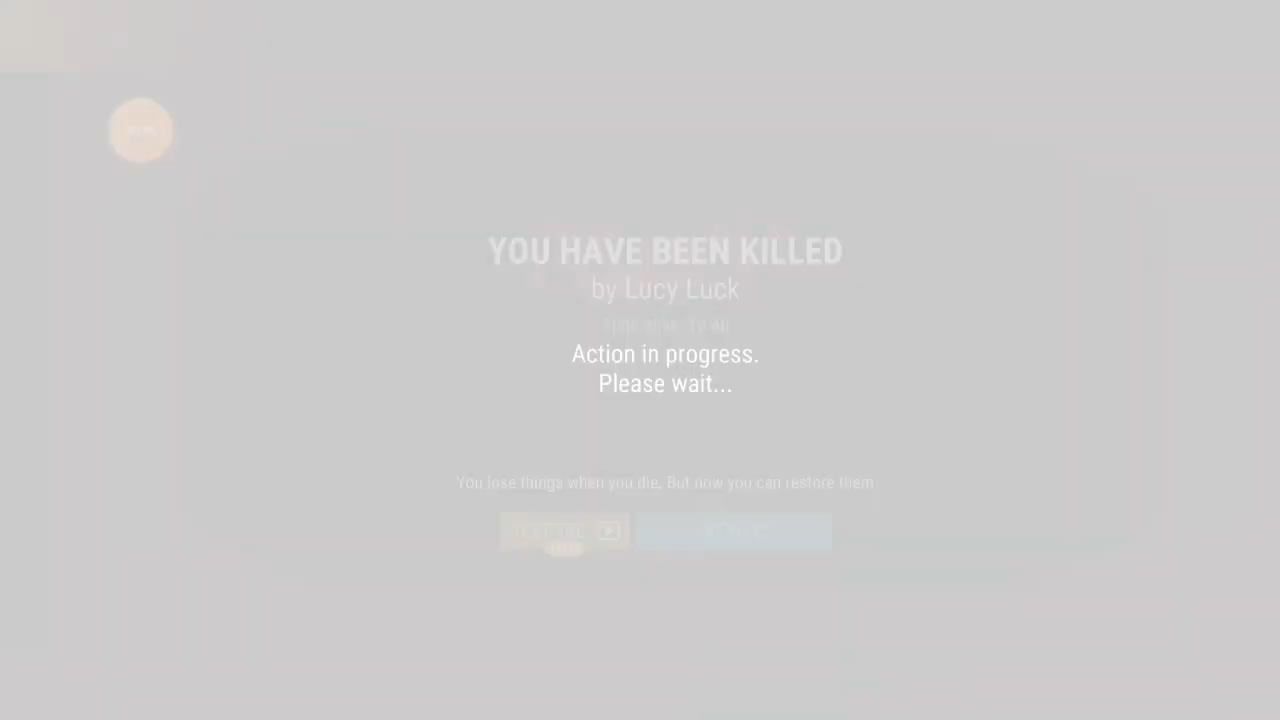 YOU HAVE BEEN KILLED
by Lucy Luck
Action in progress.
Please wait...
You lose things when you die, But now you can restore them